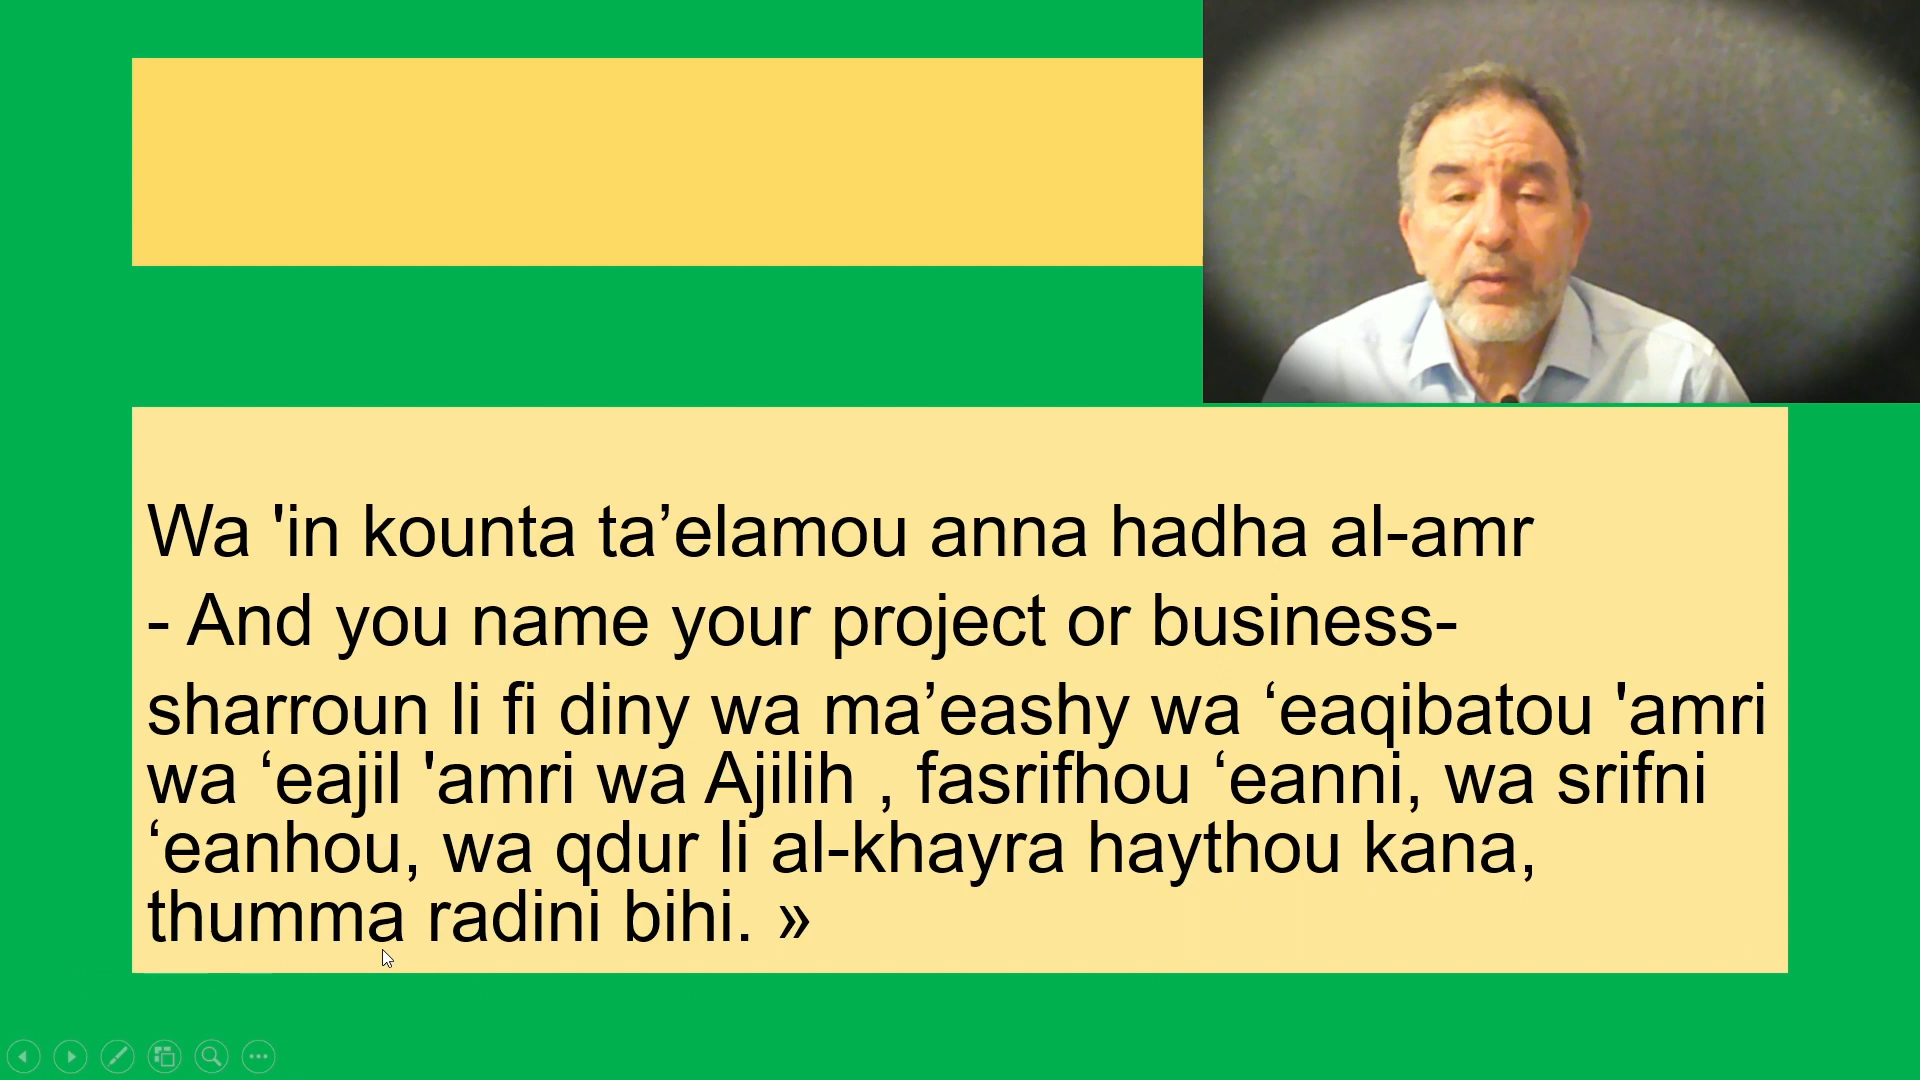 Wa 'in kounta ta’elamou anna hadha al-amr
- And you name your project or business-
sharroun li fi diny wa ma’eashy wa ‘eaqibatou 'amri
wa ‘eajil 'amri wa Ajilih , fasrifhou ‘eanni, wa srifni
‘eanhou, wa qdur li al-khayra haythou kana,
thumma radini bihi. »